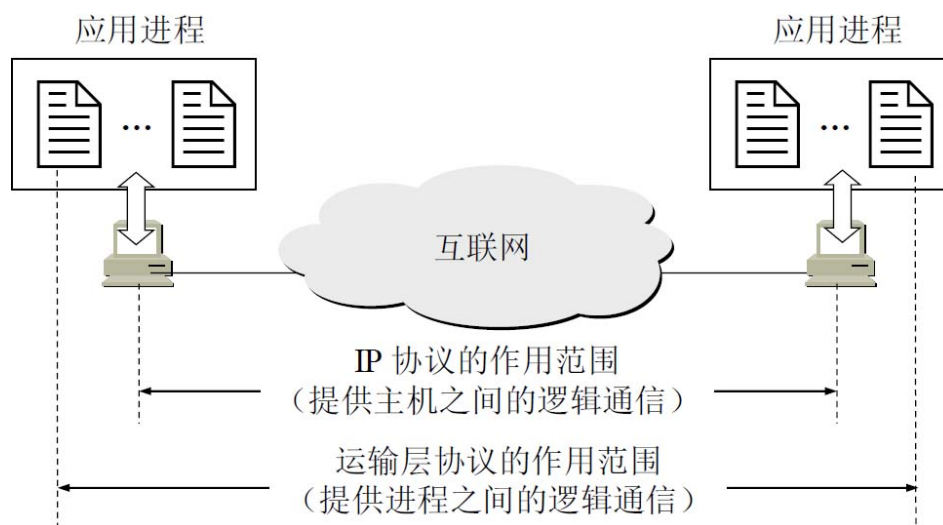 应用进程
应用进程
…
…
互联网
IP 协议的作用范围
（提供主机之间的逻辑通信）
运输层协议的作用范围
（提供进程之间的逻辑通信）